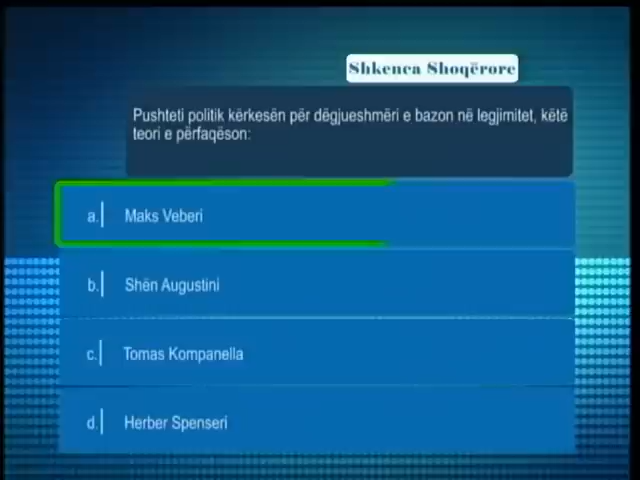 Shkenca Shoqërore
Pushteti politik kërkesën për dëgjueshmëri e bazon në legjimitet, këtë
teori e përfaqëson:
a. Maks Veberi
b. Shën Augustini
c. Tomas Kompanella
d. Herber Spenseri